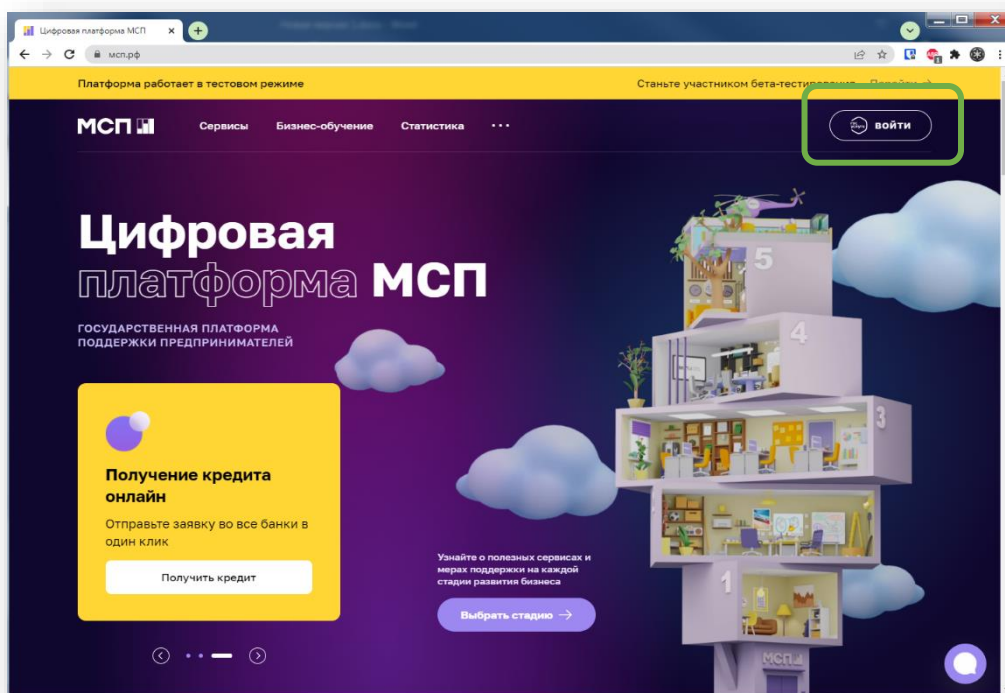 Цифровая платформа МСП
мсп.рф
Платформа работает в тестовом режиме
Станьте участником бета-тестирования Перейти →
МСП
Сервисы Бизнес-обучение Статистика ...
войти
Цифровая
платформа МСП
ГОСУДАРСТВЕННАЯ ПЛАТФОРМА
ПОДДЕРЖКИ ПРЕДПРИНИМАТЕЛЕЙ
5
4
3
1
Получение кредита
онлайн
Отправьте заявку во все банки в
один клик
Получить кредит
Узнайте о полезных сервисах и
мерах поддержки на каждой
стадии развития бизнеса
Выбрать стадию →
МСП